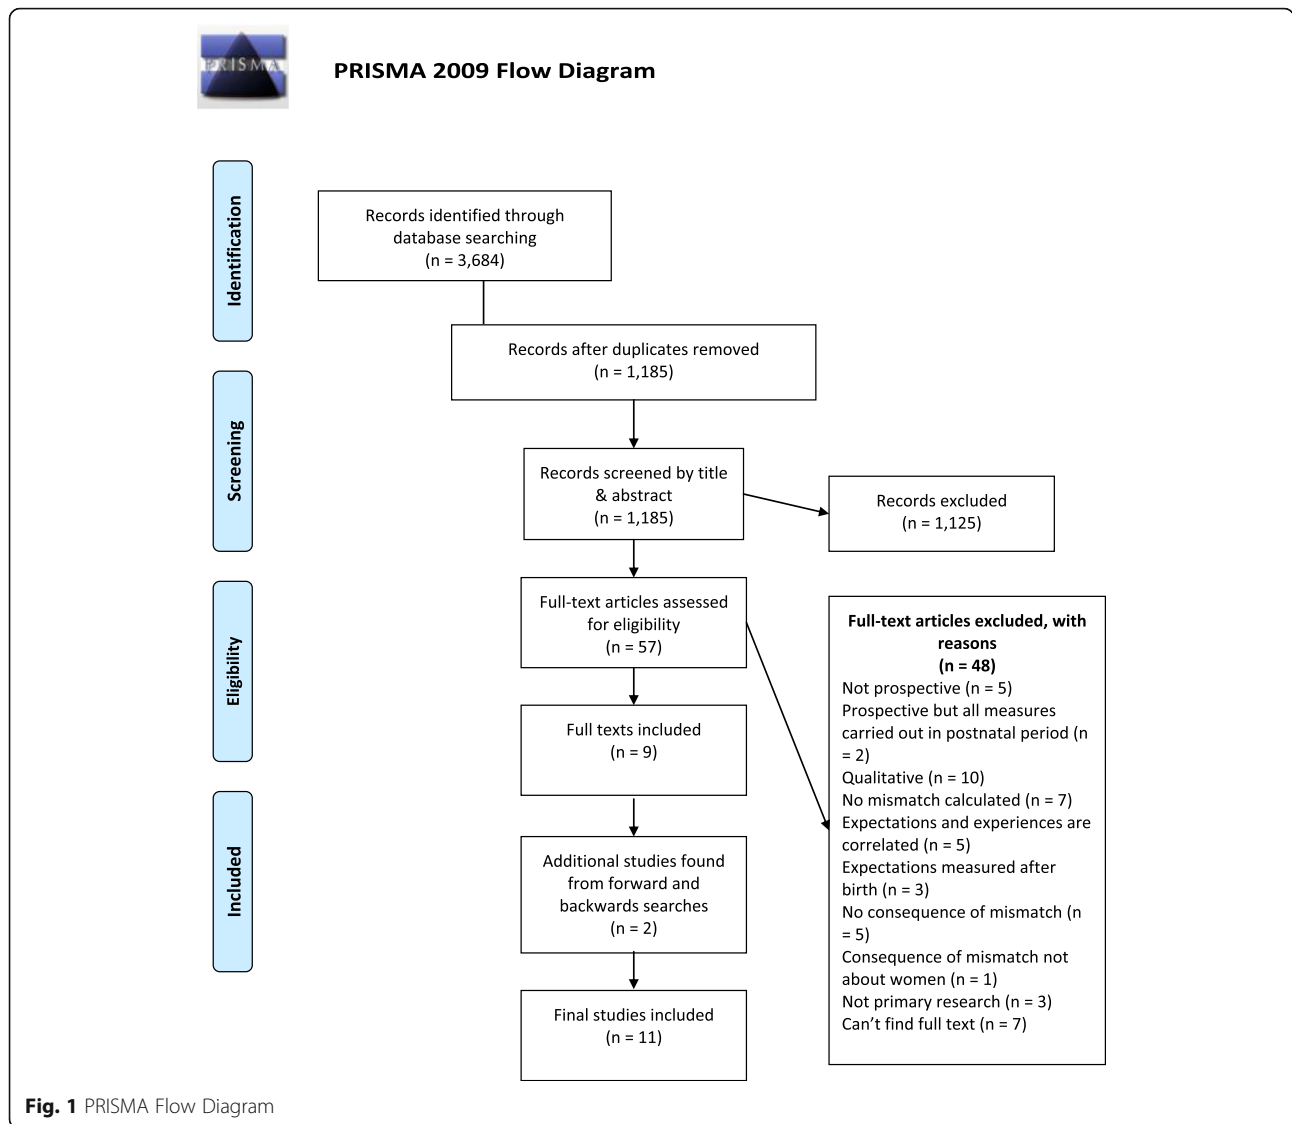 PRISMA
PRISMA 2009 Flow Diagram
Identification
Records identified through
database searching
(n = 3,684)
Records after duplicates removed
(n = 1,185)
Screening
Records screened by title
& abstract
(n = 1,185)
Records excluded
(n = 1,125)
Eligibility
Full-text articles assessed
for eligibility
(n = 57)
Full-text articles excluded, with
reasons
(n = 48)
Not prospective (n = 5)
Prospective but all measures
carried out in postnatal period (n
= 2)
Qualitative (n = 10)
No mismatch calculated (n = 7)
Expectations and experiences are
correlated (n = 5)
Expectations measured after
birth (n = 3)
No consequence of mismatch (n
= 5)
Consequence of mismatch not
about women (n = 1)
Not primary research (n = 3)
Can’t find full text (n = 7)
Full texts included
(n = 9)
Included
Additional studies found
from forward and
backwards searches
(n = 2)
Final studies included
(n = 11)
Fig. 1 PRISMA Flow Diagram